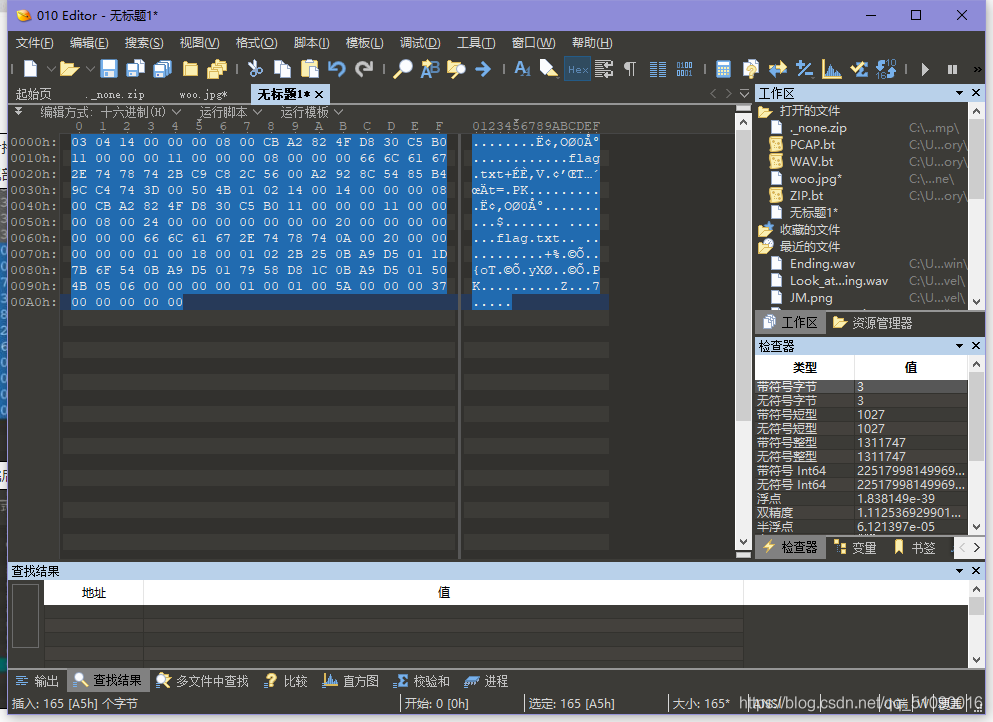 010 Editor - 无标题1*
文件(F) 编辑(E) 搜索(S) 视图(V) 格式(O) 脚本(I) 模板(L) 调试(D) 工具(T) 窗口(W) 帮助(H)
起始页 ._none.zip woo.jpg* 无标题1*
编辑方式: 十六进制(H) 运行脚本 运行模板
0 1 2 3 4 5 6 7 8 9 A B C D E F 0123456789ABCDEF
0000h: 03 04 14 00 00 00 08 00 CB A2 82 4F D8 30 C5 B0 ........Ë¢‚OØ0Å°
0010h: 11 00 00 00 11 00 00 00 08 00 00 00 66 6C 61 67 ............flag
0020h: 2E 74 78 74 2B C9 C8 2C 56 00 A2 92 8C 54 85 B4 .txt+ÉÈ,V.¢’ŒT…´
0030h: 9C C4 74 3D 00 50 4B 01 02 14 00 14 00 00 00 08 œÄt=.PK.........
0040h: 00 CB A2 82 4F D8 30 C5 B0 11 00 00 00 11 00 00 .Ë¢‚OØ0Å°.......
0050h: 00 08 00 24 00 00 00 00 00 00 00 20 00 00 00 00 ...$....... ....
0060h: 00 00 00 66 6C 61 67 2E 74 78 74 0A 00 20 00 00 ...flag.txt.. ..
0070h: 00 00 00 01 00 18 00 01 02 2B 25 0B A9 D5 01 1D .........+%.©Õ..
0080h: 7B 6F 54 0B A9 D5 01 79 58 D8 1C 0B A9 D5 01 50 {oT.©Õ.yXØ..©Õ.P
0090h: 4B 05 06 00 00 00 00 01 00 01 00 5A 00 00 00 37 K..........Z...7
00A0h: 00 00 00 00 00 .....
工作区
打开的文件
._none.zip C:\...mp\
PCAP.bt C:\U...ory\
WAV.bt C:\U...ory\
woo.jpg* C:\...ne\
ZIP.bt C:\U...ory\
无标题1*
收藏的文件
最近的文件
Ending.wav C:\U...win\
Look_at...ing.wav C:\U...vel\
JM.png C:\U...vel\
工作区 资源管理器
检查器
类型 值
带符号字节 3
无符号字节 3
带符号短型 1027
无符号短型 1027
带符号整型 1311747
无符号整型 1311747
带符号 Int64 22517998149969...
无符号 Int64 22517998149969...
浮点 1.838149e-39
双精度 1.112536929901...
半浮点 6.121397e-05
检查器 变量 书签
查找结果
地址 值
输出 查找结果 多文件中查找 比较 直方图 校验和 进程
插入: 165 [A5h] 个字节 开始: 0 [0h] 选定: 165 [A5h] 大小: 165*
https://blog.csdn.net/qq_51090016